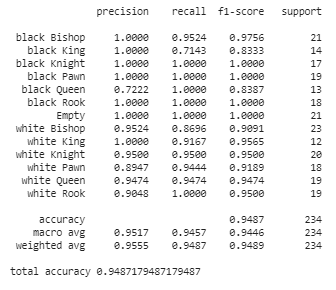 precision recall f1-score support
black Bishop 1.0000 0.9524 0.9756 21
black King 1.0000 0.7143 0.8333 14
black Knight 1.0000 1.0000 1.0000 17
black Pawn 1.0000 1.0000 1.0000 19
black Queen 0.7222 1.0000 0.8387 13
black Rook 1.0000 1.0000 1.0000 18
Empty 1.0000 1.0000 1.0000 21
white Bishop 0.9524 0.8696 0.9091 23
white King 1.0000 0.9167 0.9565 12
white Knight 0.9500 0.9500 0.9500 20
white Pawn 0.8947 0.9444 0.9189 18
white Queen 0.9474 0.9474 0.9474 19
white Rook 0.9048 1.0000 0.9500 19
accuracy 0.9487 234
macro avg 0.9517 0.9457 0.9446 234
weighted avg 0.9555 0.9487 0.9489 234
total accuracy 0.9487179487179487